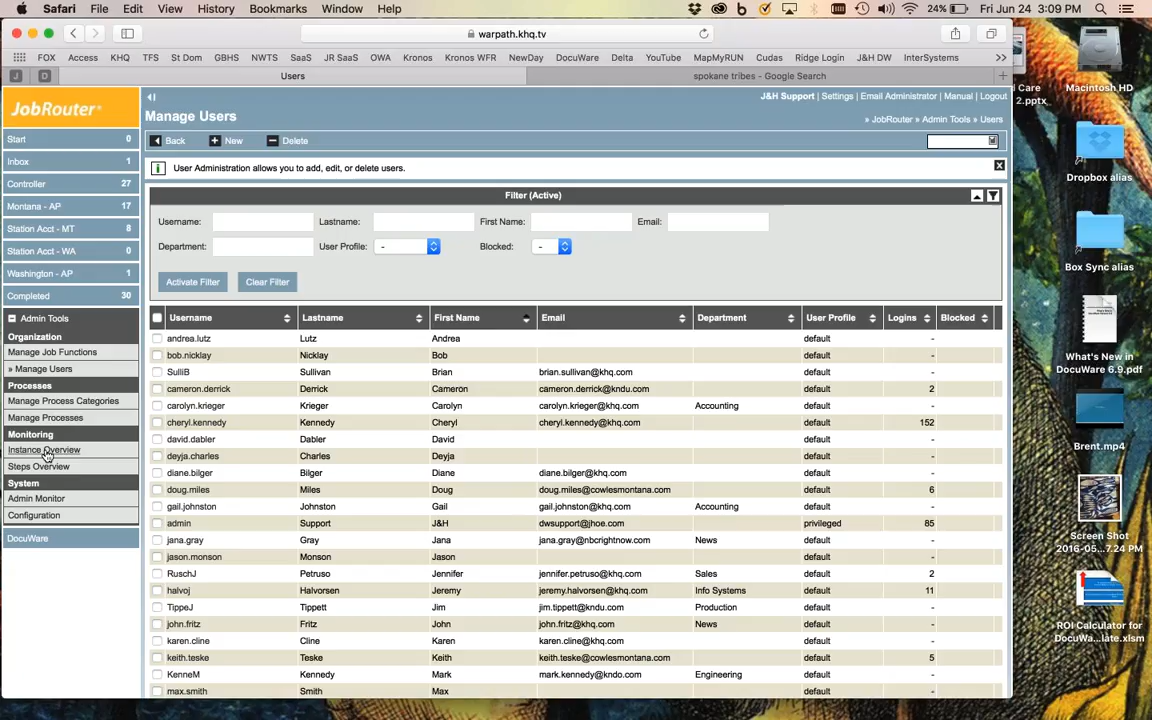 Safari File Edit View History Bookmarks Window Help 24% Fri Jun 24 3:09 PM
warpath.khq.tv
FOX Access KHQ TFS St Dom GBHS NWTS SaaS JR SaaS OWA Kronos Kronos WFR NewDay DocuWare Delta YouTube MapMyRUN Cudas Ridge Login J&H DW InterSystems
J D Users spokane tribes - Google Search
JobRouter
J&H Support | Settings | Email Administrator | Manual | Logout
Manage Users
» JobRouter » Admin Tools » Users
Back New Delete
User Administration allows you to add, edit, or delete users.
Filter (Active)
Username: Lastname: First Name: Email:
Department: User Profile: - Blocked: -
Activate Filter Clear Filter
Start 0
Inbox 1
Controller 27
Montana - AP 17
Station Acct - MT 8
Station Acct - WA 0
Washington - AP 1
Completed 30
Admin Tools
Organization
Manage Job Functions
» Manage Users
Processes
Manage Process Categories
Manage Processes
Monitoring
Instance Overview
Steps Overview
System
Admin Monitor
Configuration
DocuWare
Username Lastname First Name Email Department User Profile Logins Blocked
andrea.lutz Lutz Andrea default -
bob.nicklay Nicklay Bob default -
SulliB Sullivan Brian brian.sullivan@khq.com default -
cameron.derrick Derrick Cameron cameron.derrick@kndu.com default 2
carolyn.krieger Krieger Carolyn carolyn.krieger@khq.com Accounting default -
cheryl.kennedy Kennedy Cheryl cheryl.kennedy@khq.com default 152
david.dabler Dabler David default -
deyja.charles Charles Deyja default -
diane.bilger Bilger Diane diane.bilger@khq.com default -
doug.miles Miles Doug doug.miles@cowlesmontana.com default 6
gail.johnston Johnston Gail gail.johnston@khq.com Accounting default -
admin Support J&H dwsupport@jhoe.com privileged 85
jana.gray Gray Jana jana.gray@nbcrightnow.com News default -
jason.monson Monson Jason default -
RuschJ Petruso Jennifer jennifer.petruso@khq.com Sales default 2
halvoj Halvorsen Jeremy jeremy.halvorsen@khq.com Info Systems default 11
TippeJ Tippett Jim jim.tippett@kndu.com Production default -
john.fritz Fritz John john.fritz@khq.com News default -
karen.cline Cline Karen karen.cline@khq.com default -
keith.teske Teske Keith keith.teske@cowlesmontana.com default 5
KenneM Kennedy Mark mark.kennedy@kndo.com Engineering default -
max.smith Smith Max default -
d Care
2.pptx
Macintosh HD
Dropbox alias
Box Sync alias
What's New in
DocuWare 6.9.pdf
Brent.mp4
Screen Shot
2016-05...7.24 PM
ROI Calculator for
DocuWa...late.xlsm